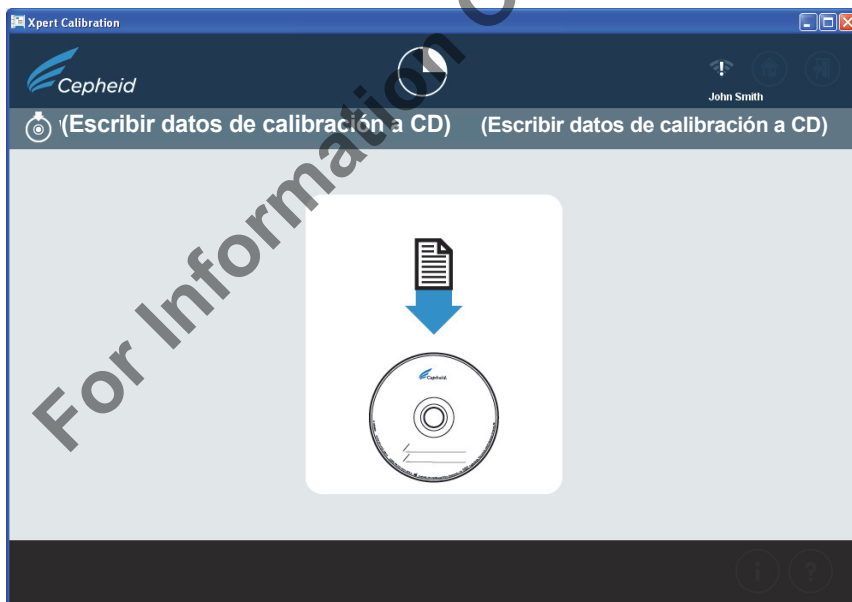 Xpert Calibration
Cepheid
John Smith
(Escribir datos de calibración a CD) (Escribir datos de calibración a CD)
Cepheid
For Information O